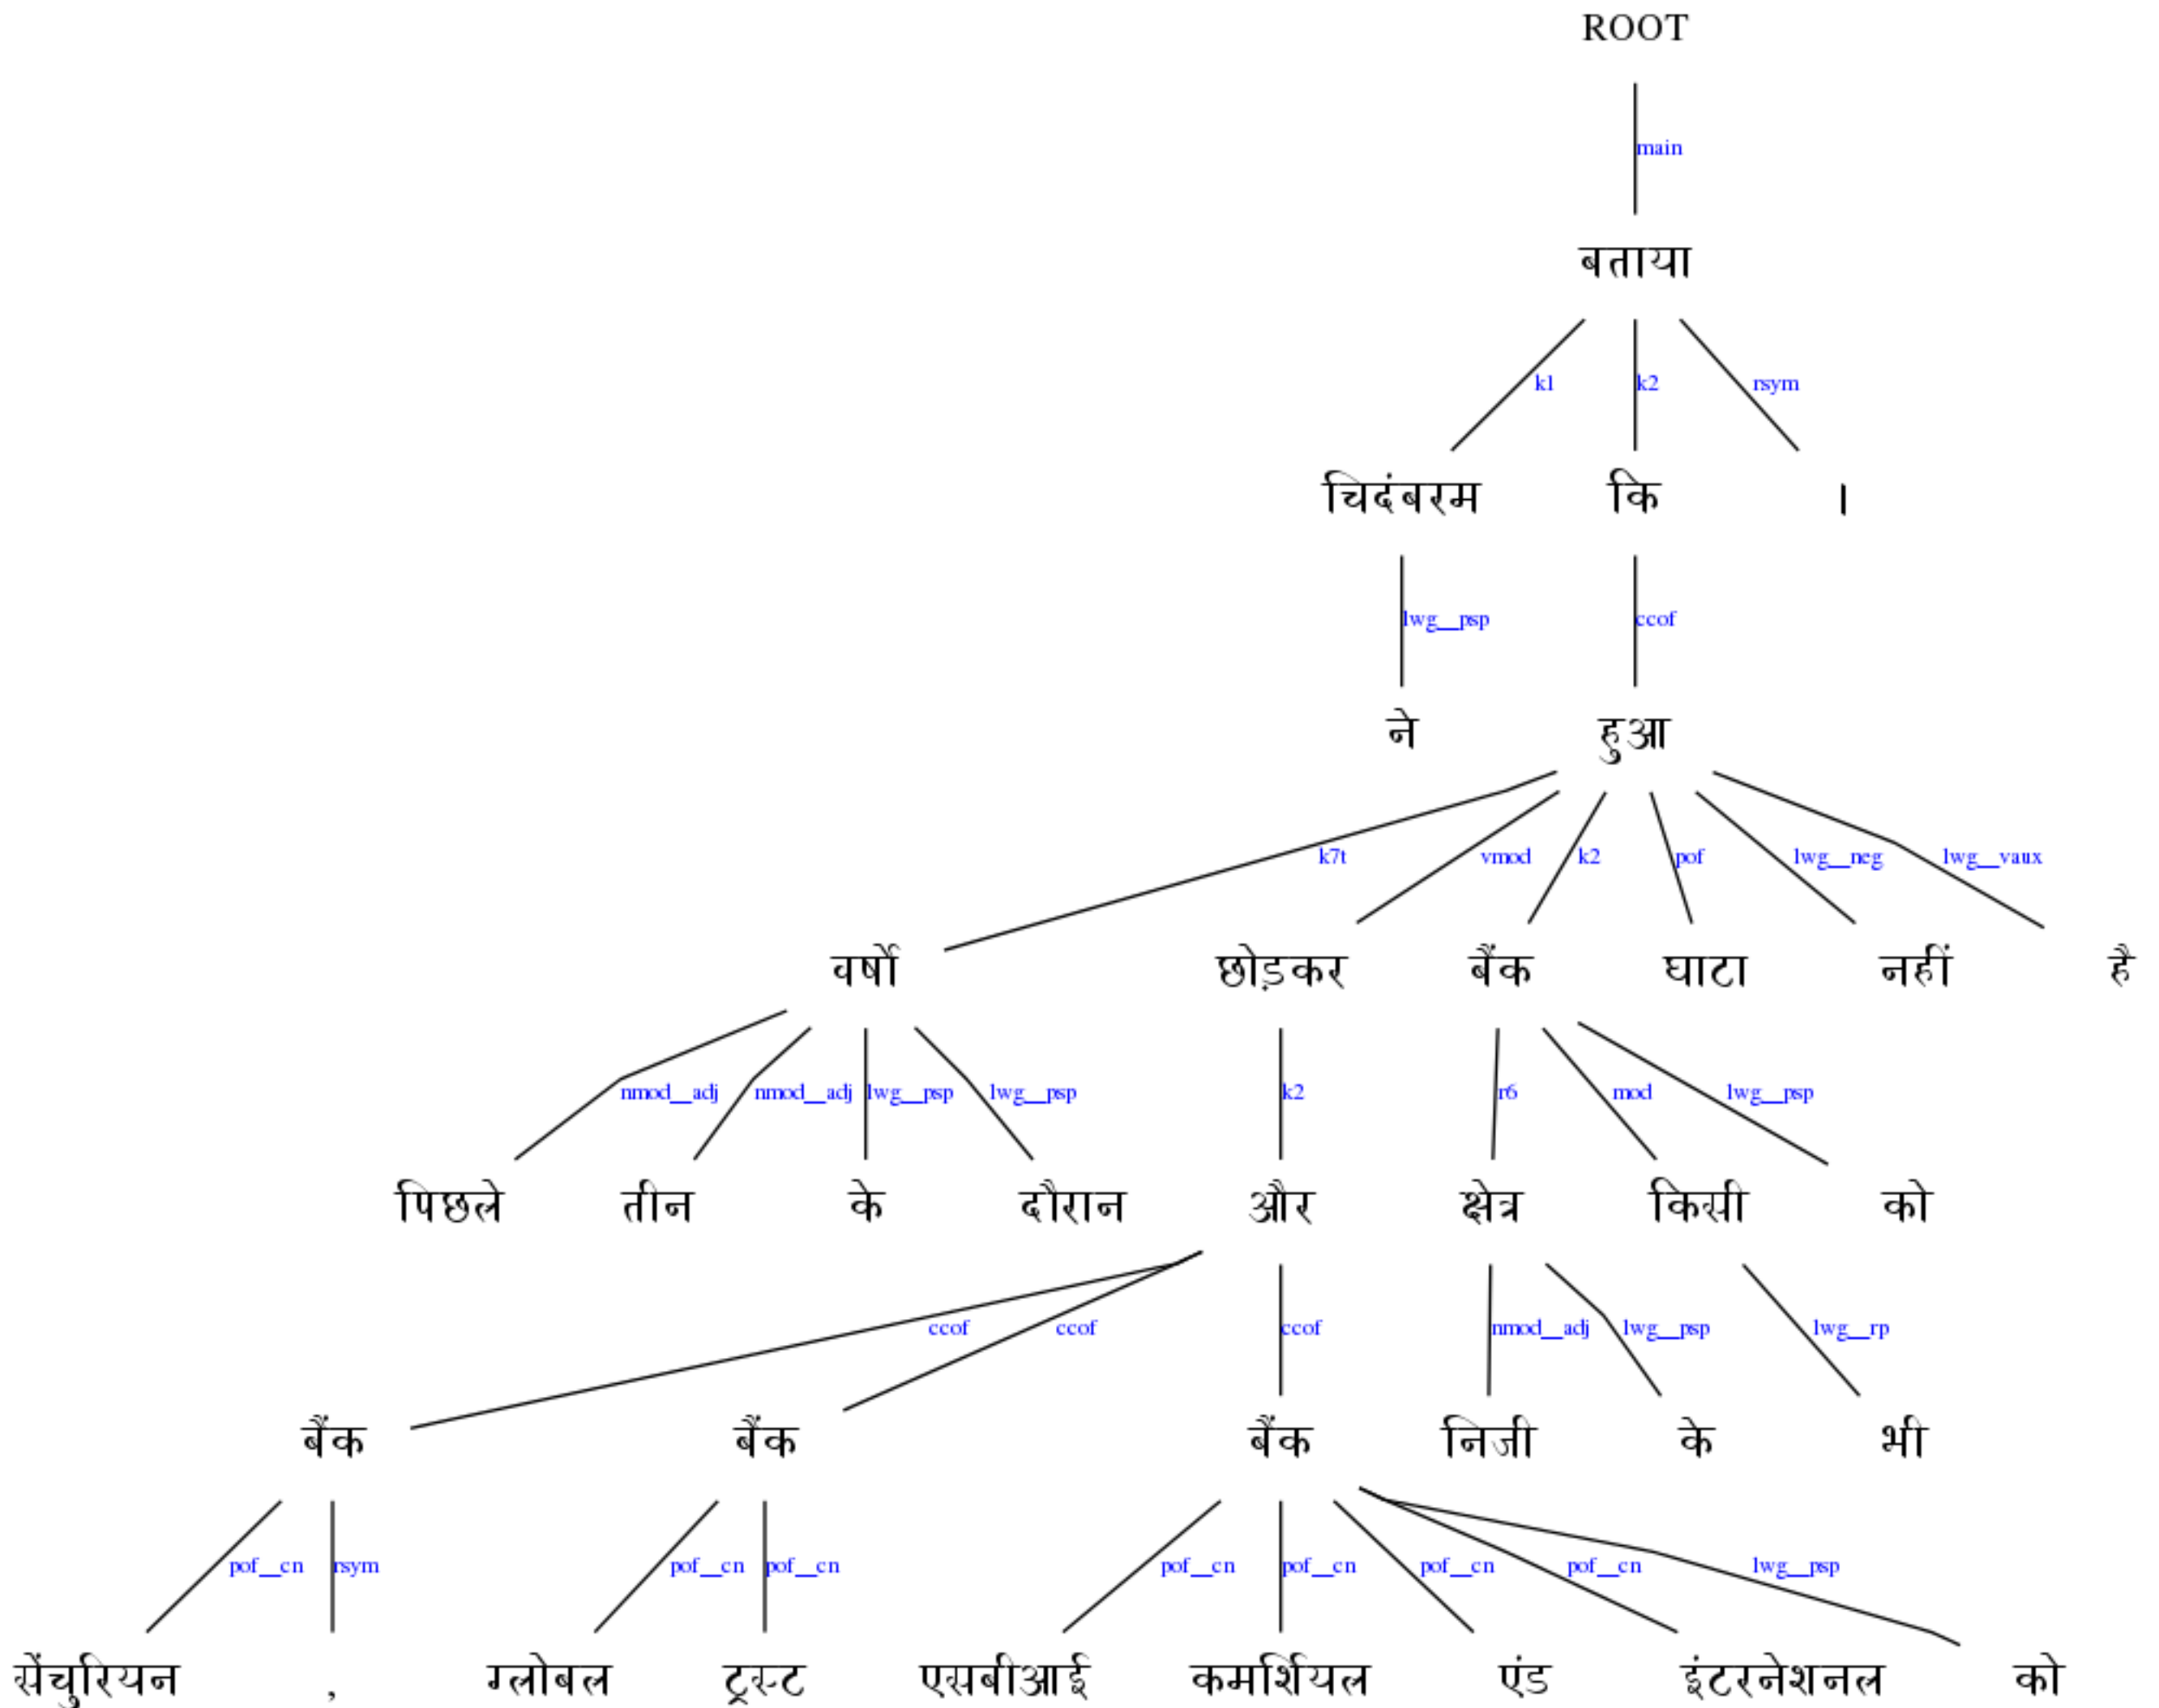 ROOT
main
बताया
k1 k2 rsym
चिदंबरम कि ।
lwg__psp ccof
ने हुआ
k7t vmod k2 pof lwg__neg lwg__vaux
वर्षो छोड़कर बैंक घाटा नहीं है
nmod__adj nmod__adj lwg__psp lwg__psp k2 r6 mod lwg__psp
पिछले तीन के दौरान और क्षेत्र किसी को
ccof ccof ccof nmod__adj lwg__psp lwg__rp
बैंक बैंक बैंक निजी के भी
pof__cn rsym pof__cn pof__cn pof__cn pof__cn pof__cn pof__cn lwg__psp
सेंचुरियन , ग्लोबल ट्रस्ट एसबीआई कमर्शियल एंड इंटरनेशनल को